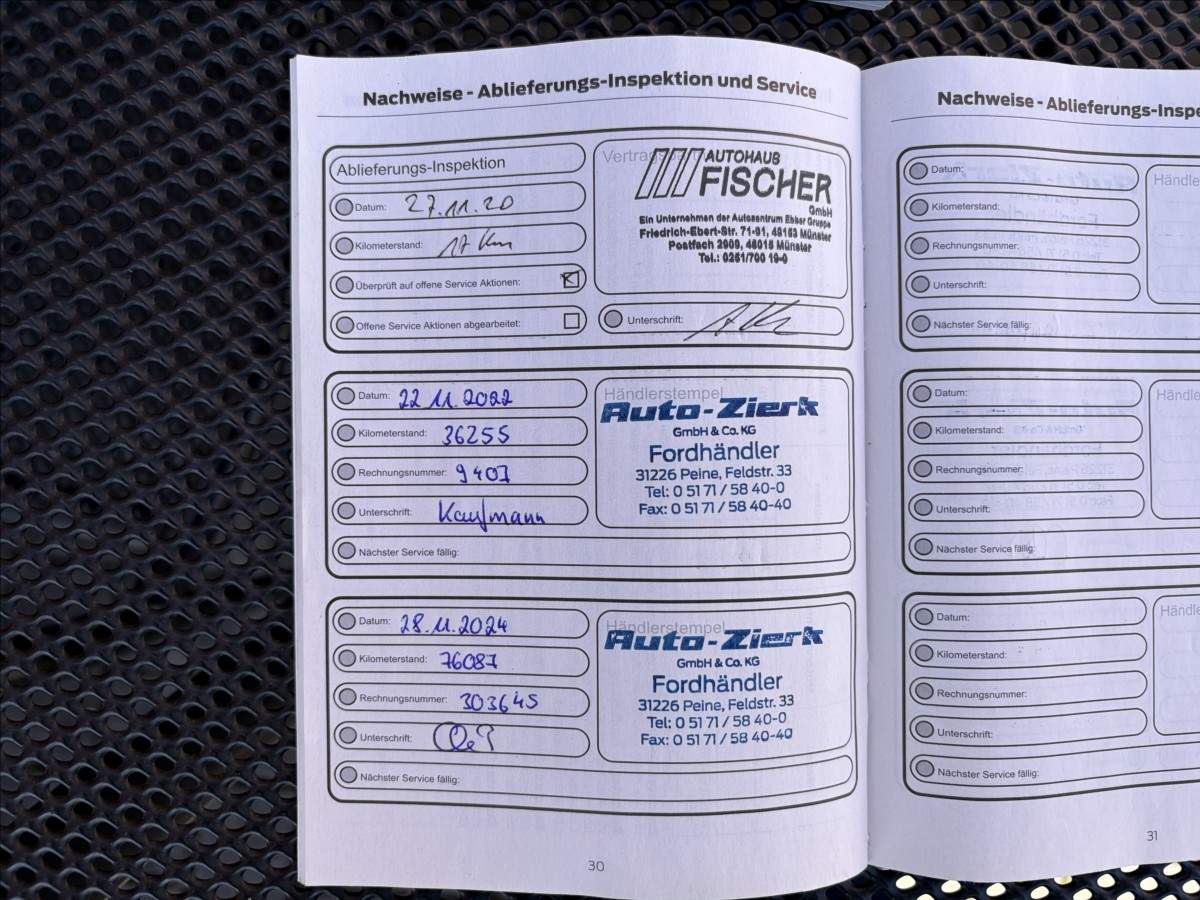 Nachweise - Ablieferungs-Inspektion und Service
Ablieferungs-Inspektion
Datum: 27.11.20
Kilometerstand: 17 km
Überprüft auf offene Service Aktionen:
Offene Service Aktionen abgearbeitet:
AUTOHAUS
FISCHER
GmbH
Ein Unternehmen der Autozentrum Ebber Gruppe
Friedrich-Ebert-Str. 71-91, 48153 Münster
Postfach 2909, 48015 Münster
Tel.: 0251/700 19-0
Unterschrift:
Datum: 22.11.2022
Kilometerstand: 36255
Rechnungsnummer: 9407
Unterschrift: Kaufmann
Nächster Service fällig:
Händlerstempel
Auto-Zierk
GmbH & Co. KG
Fordhändler
31226 Peine, Feldstr. 33
Tel: 0 51 71 / 58 40-0
Fax: 0 51 71 / 58 40-40
Datum: 28.11.2024
Kilometerstand: 76087
Rechnungsnummer: 303645
Unterschrift:
Nächster Service fällig:
Händlerstempel
Auto-Zierk
GmbH & Co. KG
Fordhändler
31226 Peine, Feldstr. 33
Tel: 0 51 71 / 58 40-0
Fax: 0 51 71 / 58 40-40
30
Nachweise - Ablieferungs-Inspe
Datum:
Kilometerstand:
Rechnungsnummer:
Unterschrift:
Nächster Service fällig:
Händle
Datum:
Kilometerstand:
Rechnungsnummer:
Unterschrift:
Nächster Service fällig:
Händle
Datum:
Kilometerstand:
Rechnungsnummer:
Unterschrift:
Nächster Service fällig:
Händle
31